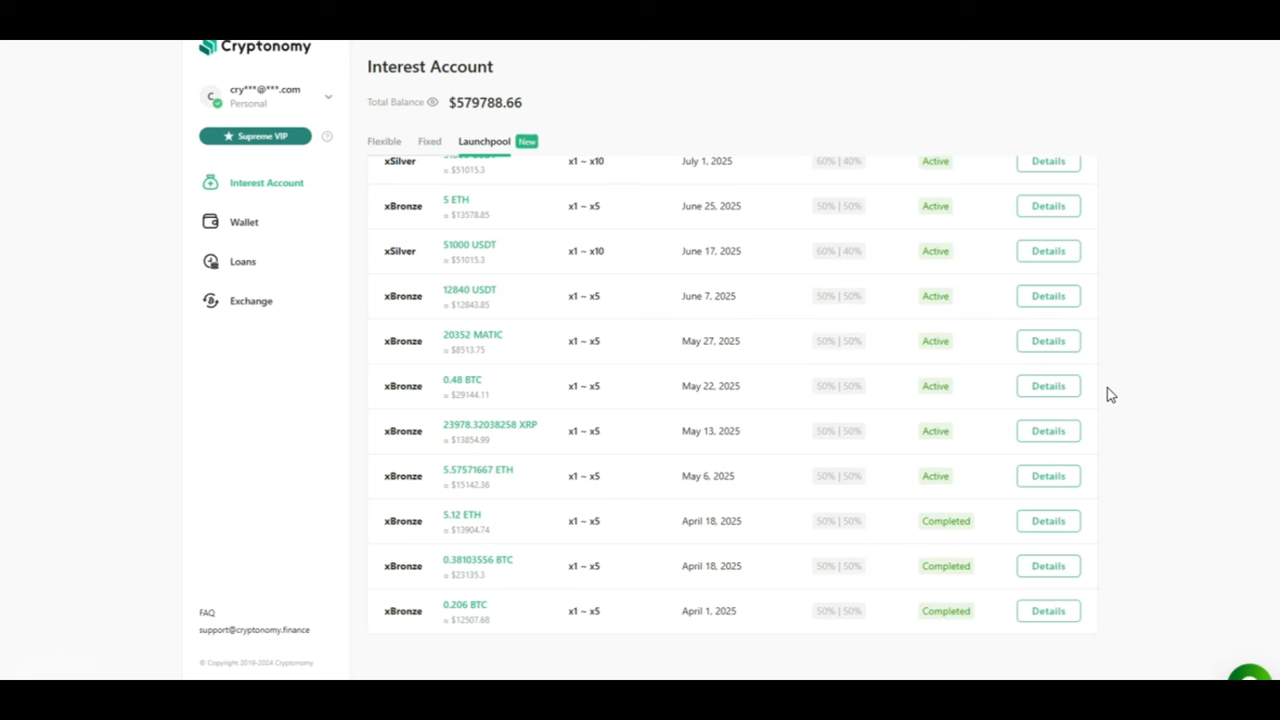 Cryptonomy
cry***@***.com
Personal
Supreme VIP
Interest Account
Wallet
Loans
Exchange
FAQ
support@cryptonomy.finance
© Copyright 2019-2024 Cryptonomy
Interest Account
Total Balance $579788.66
Flexible Fixed Launchpool New
xSilver x1 ~ x10 July 1, 2025 60% | 40% Active Details
≈ $51015.3
xBronze 5 ETH x1 ~ x5 June 25, 2025 50% | 50% Active Details
≈ $13578.85
xSilver 51000 USDT x1 ~ x10 June 17, 2025 60% | 40% Active Details
≈ $51015.3
xBronze 12840 USDT x1 ~ x5 June 7, 2025 50% | 50% Active Details
≈ $12843.85
xBronze 20352 MATIC x1 ~ x5 May 27, 2025 50% | 50% Active Details
≈ $8513.75
xBronze 0.48 BTC x1 ~ x5 May 22, 2025 50% | 50% Active Details
≈ $29144.11
xBronze 23978.32038258 XRP x1 ~ x5 May 13, 2025 50% | 50% Active Details
≈ $13854.99
xBronze 5.57571667 ETH x1 ~ x5 May 6, 2025 50% | 50% Active Details
≈ $15142.36
xBronze 5.12 ETH x1 ~ x5 April 18, 2025 50% | 50% Completed Details
≈ $13904.74
xBronze 0.38103556 BTC x1 ~ x5 April 18, 2025 50% | 50% Completed Details
≈ $23135.3
xBronze 0.206 BTC x1 ~ x5 April 1, 2025 50% | 50% Completed Details
≈ $12507.68